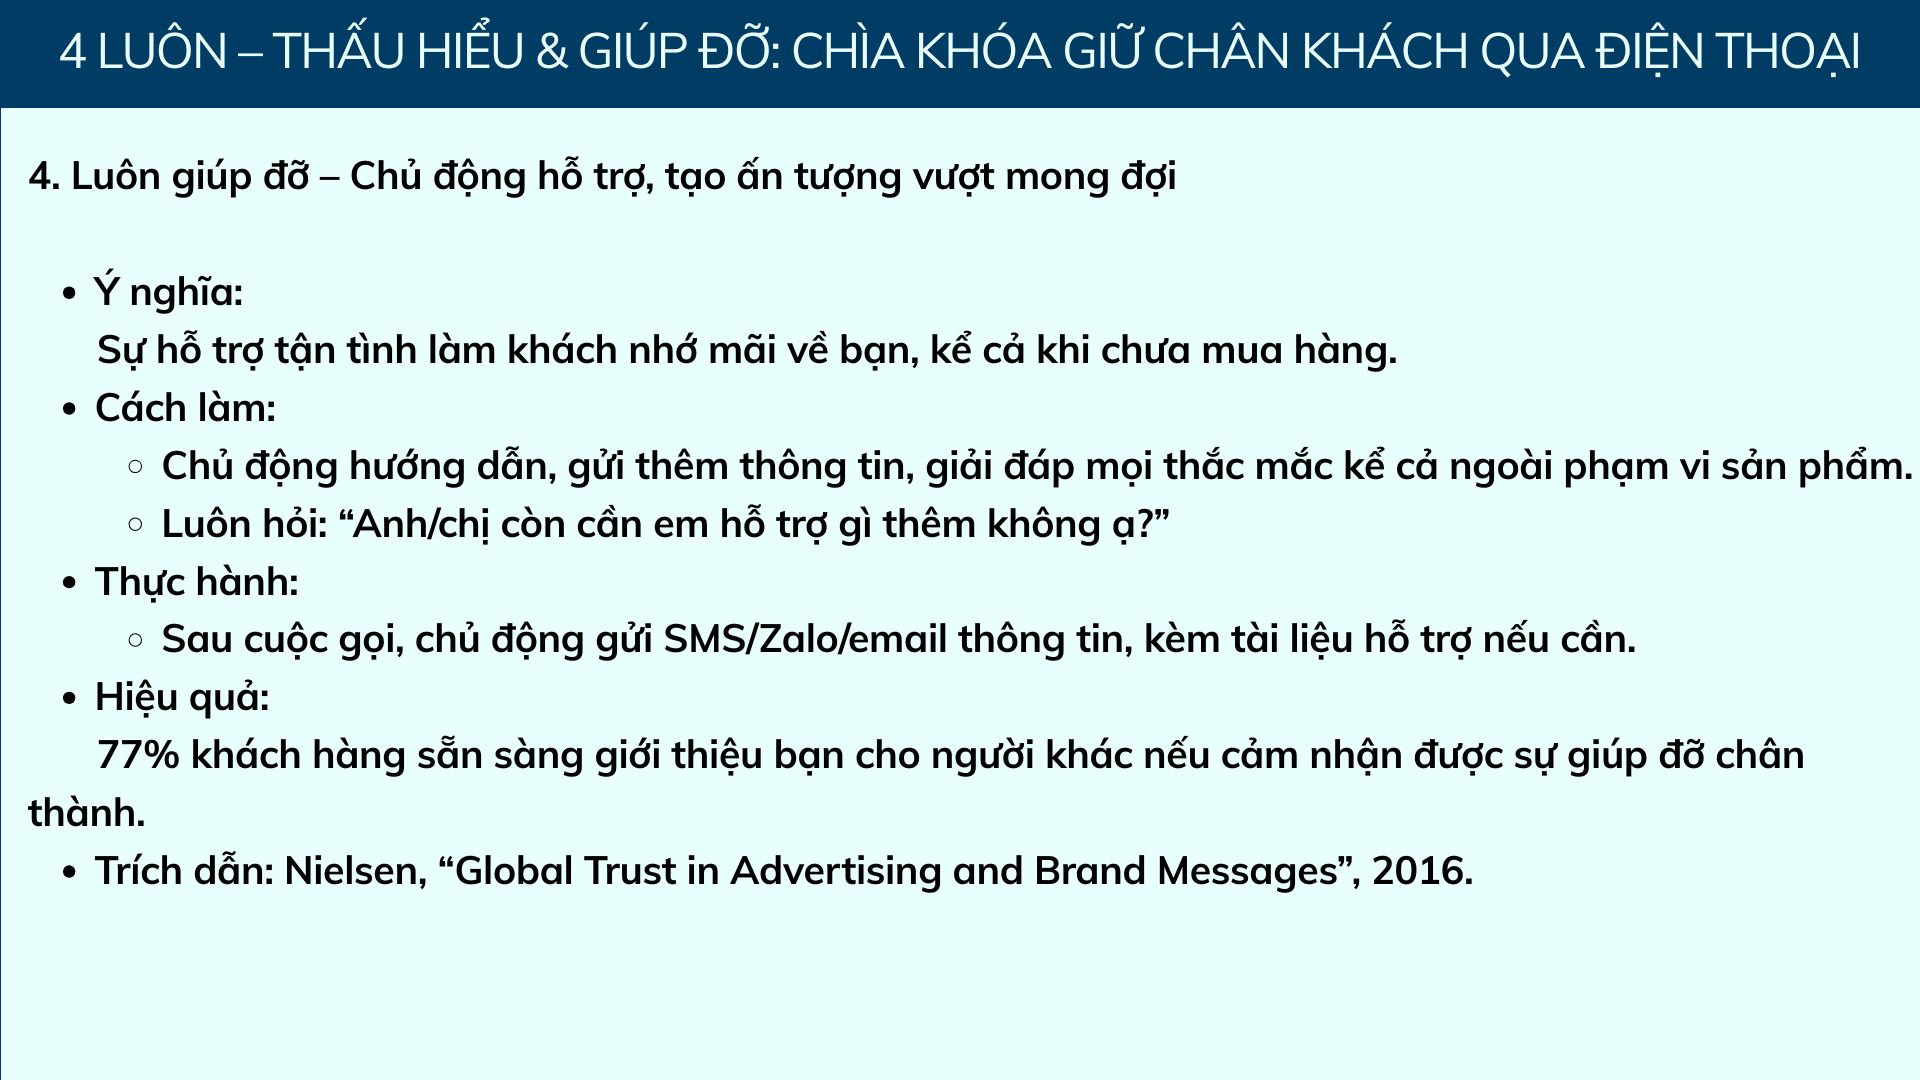 4 LUÔN – THẤU HIỂU & GIÚP ĐỠ: CHÌA KHÓA GIỮ CHÂN KHÁCH QUA ĐIỆN THOẠI
4. Luôn giúp đỡ – Chủ động hỗ trợ, tạo ấn tượng vượt mong đợi
• Ý nghĩa:
Sự hỗ trợ tận tình làm khách nhớ mãi về bạn, kể cả khi chưa mua hàng.
• Cách làm:
○ Chủ động hướng dẫn, gửi thêm thông tin, giải đáp mọi thắc mắc kể cả ngoài phạm vi sản phẩm.
○ Luôn hỏi: “Anh/chị còn cần em hỗ trợ gì thêm không ạ?”
• Thực hành:
○ Sau cuộc gọi, chủ động gửi SMS/Zalo/email thông tin, kèm tài liệu hỗ trợ nếu cần.
• Hiệu quả:
77% khách hàng sẵn sàng giới thiệu bạn cho người khác nếu cảm nhận được sự giúp đỡ chân
thành.
• Trích dẫn: Nielsen, “Global Trust in Advertising and Brand Messages”, 2016.